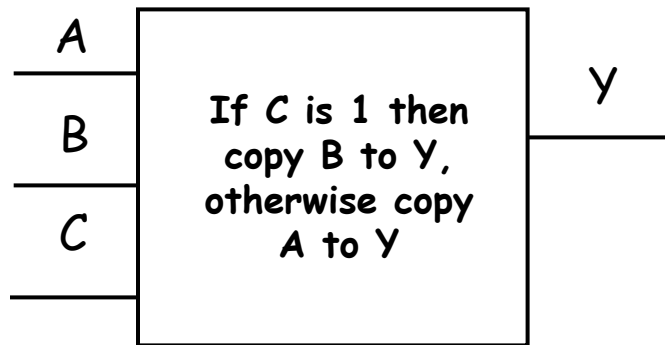 A
B
C
If C is 1 then
copy B to Y,
otherwise copy
A to Y
Y